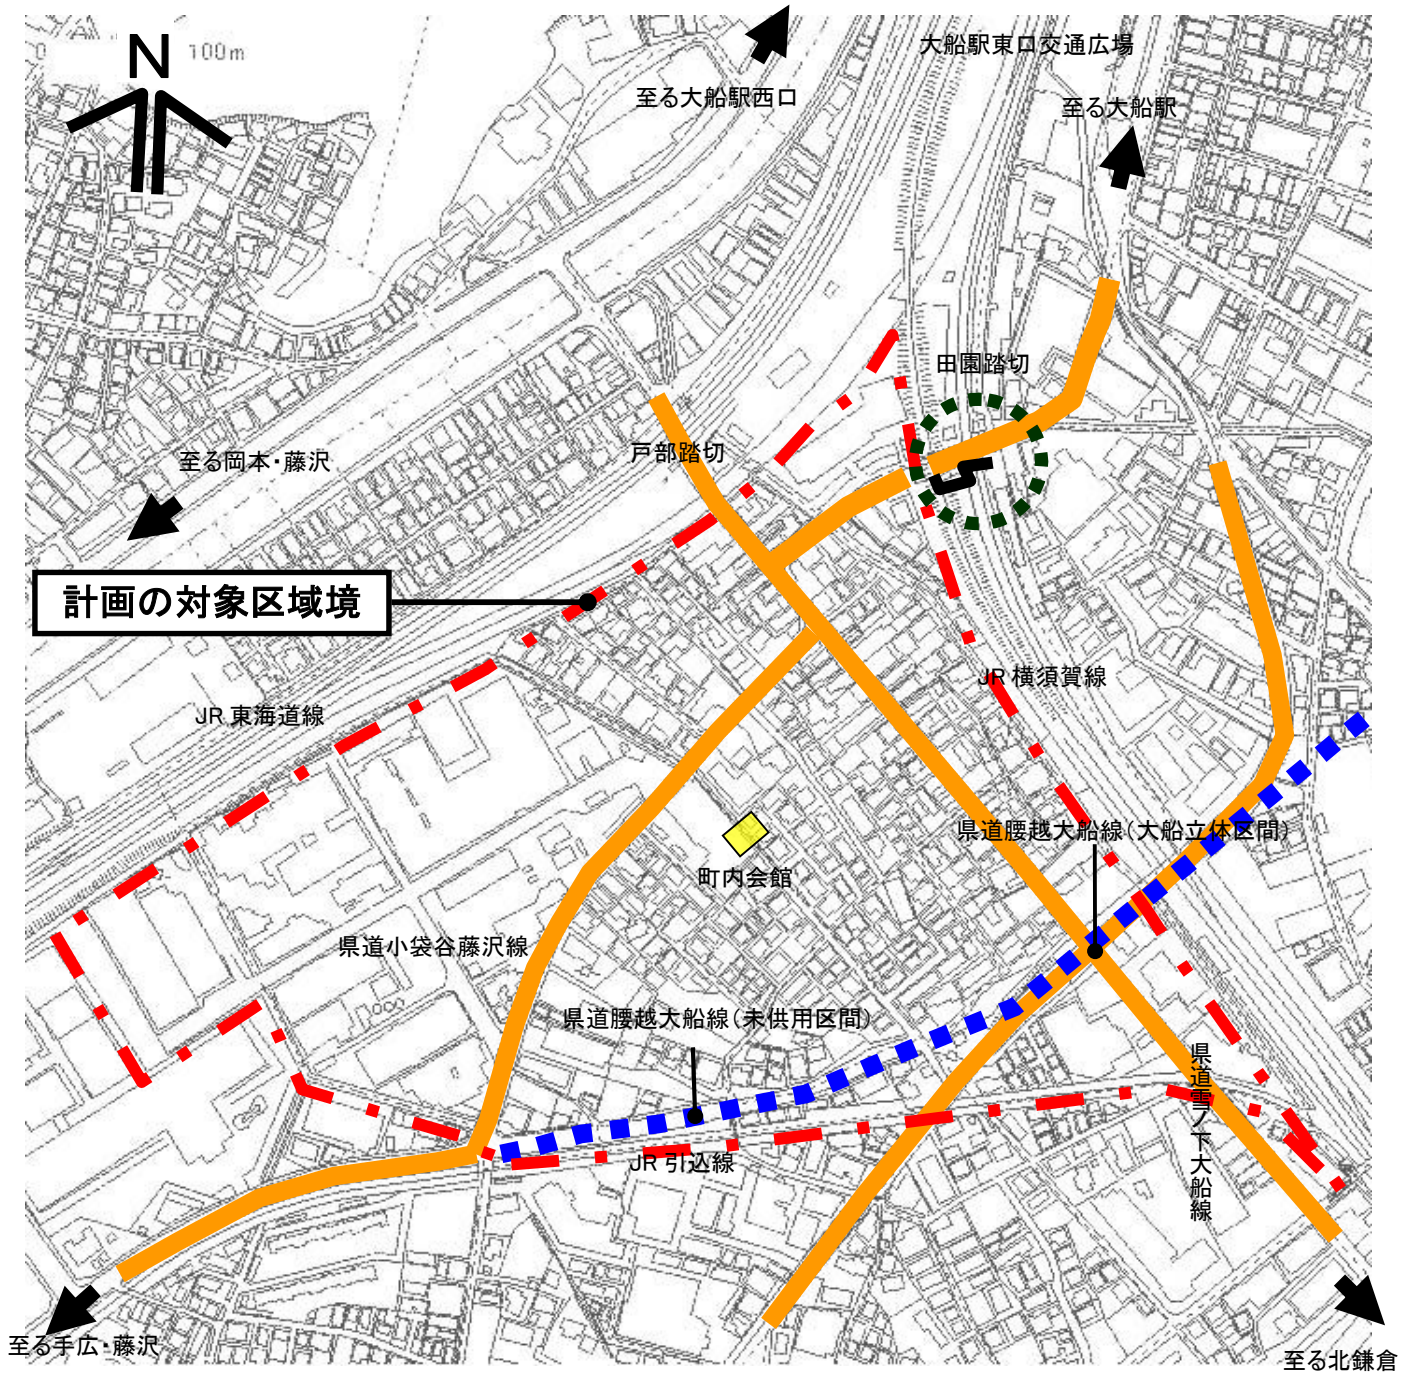 大船駅東口交通広場
N
0 100m
至る大船駅西口
至る大船駅
田園踏切
戸部踏切
至る岡本・藤沢
計画の対象区域境
JR 横須賀線
JR 東海道線
県道腰越大船線（大船立体区間）
町内会館
県道小袋谷藤沢線
県道腰越大船線（未供用区間）
県道雪ノ下大船線
JR 引込線
至る手広・藤沢
至る北鎌倉